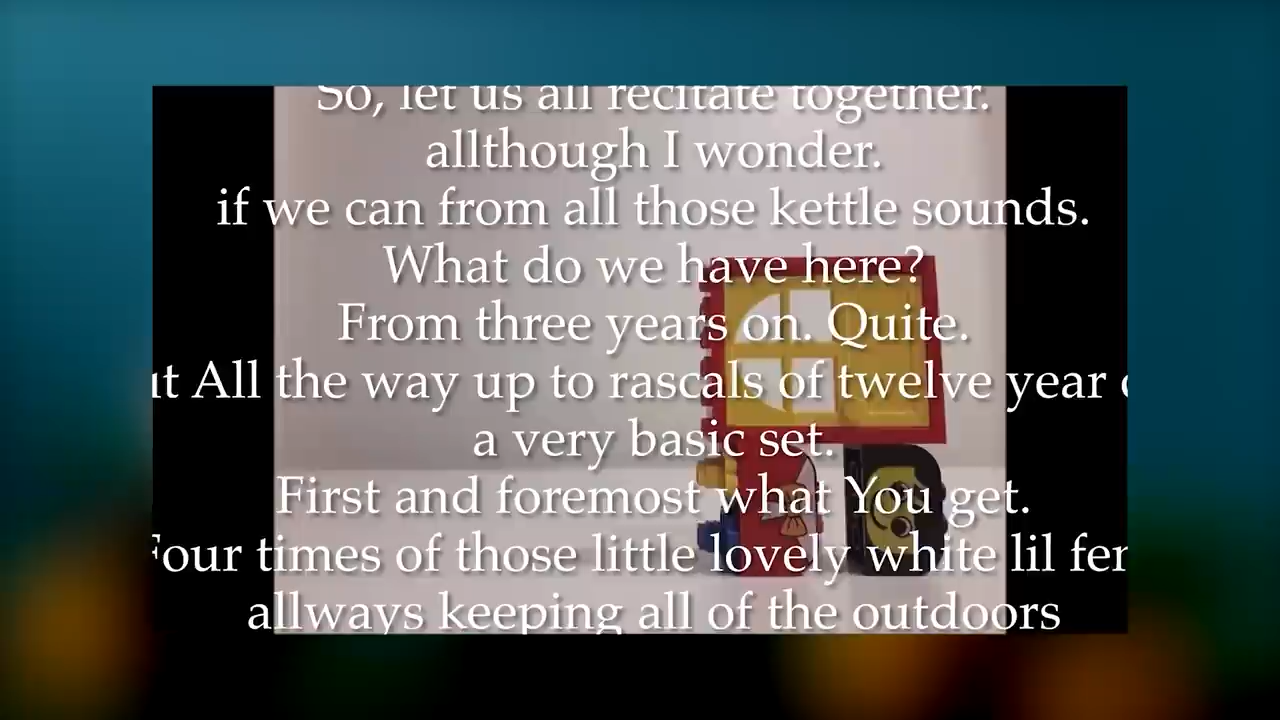 So, let us all recitate together.
allthough I wonder.
if we can from all those kettle sounds.
What do we have here?
From three years on. Quite.
All the way up to rascals of twelve year
a very basic set.
First and foremost what You get.
Four times of those little lovely white lil
allways keeping all of the outdoors